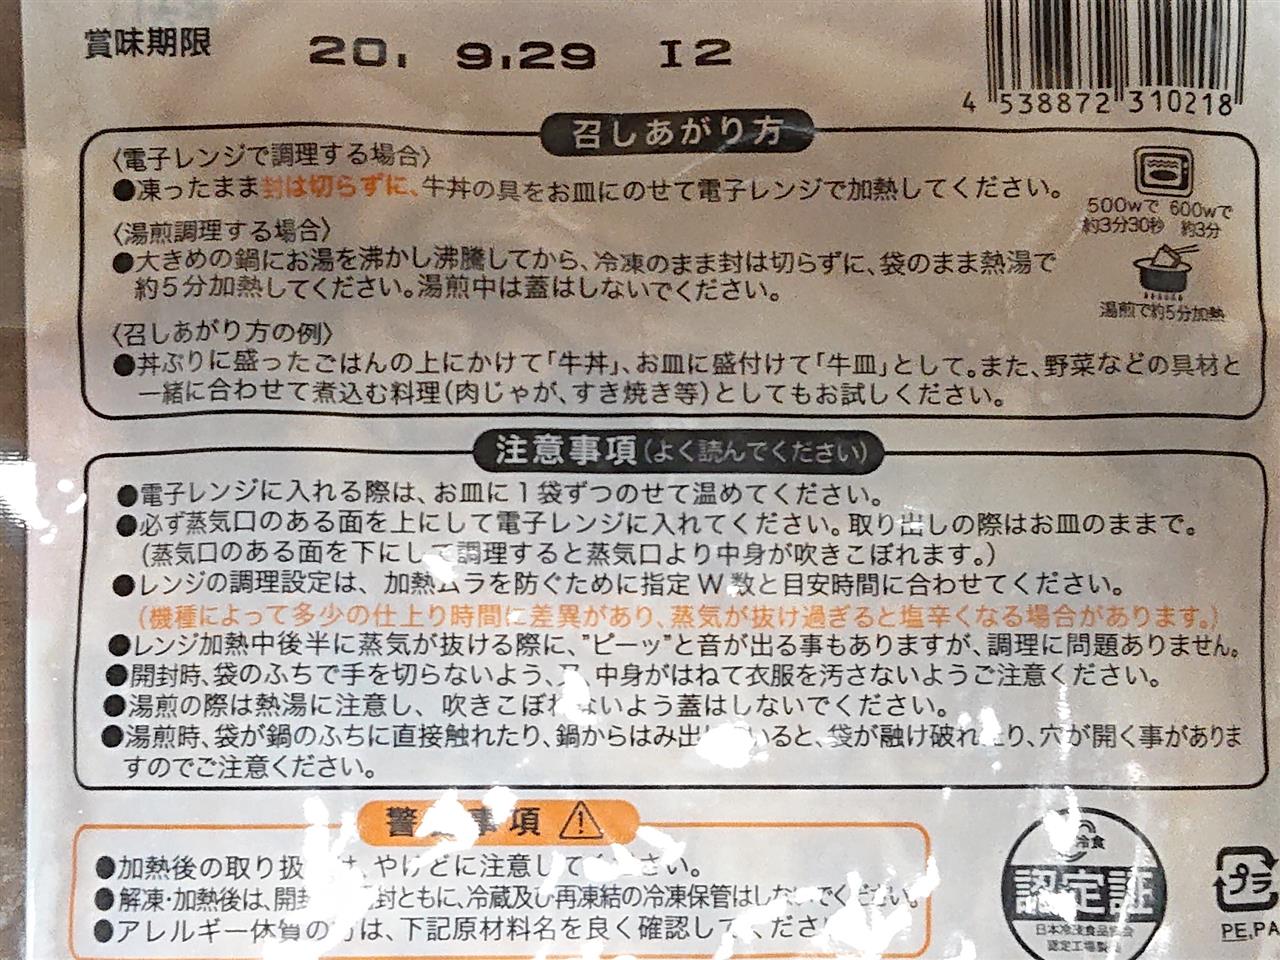 賞味期限
20. 9.29 I2
4 538872 310218
召しあがり方
〈電子レンジで調理する場合〉
●凍ったまま封は切らずに、牛丼の具をお皿にのせて電子レンジで加熱してください。
500wで 600wで
約3分30秒 約3分
〈湯煎調理する場合〉
●大きめの鍋にお湯を沸かし沸騰してから、冷凍のまま封は切らずに、袋のまま熱湯で
約5分加熱してください。湯煎中は蓋はしないでください。
湯煎で約5分加熱
〈召しあがり方の例〉
●丼ぶりに盛ったごはんの上にかけて「牛丼」、お皿に盛付けて「牛皿」として。また、野菜などの具材と
一緒に合わせて煮込む料理(肉じゃが、すき焼き等)としてもお試しください。
注意事項(よく読んでください)
●電子レンジに入れる際は、お皿に1袋ずつのせて温めてください。
●必ず蒸気口のある面を上にして電子レンジに入れてください。取り出しの際はお皿のままで。
(蒸気口のある面を下にして調理すると蒸気口より中身が吹きこぼれます。)
●レンジの調理設定は、加熱ムラを防ぐために指定W数と目安時間に合わせてください。
(機種によって多少の仕上り時間に差異があり、蒸気が抜け過ぎると塩辛くなる場合があります。)
●レンジ加熱中後半に蒸気が抜ける際に、"ピーッ"と音が出る事もありますが、調理に問題ありません。
●開封時、袋のふちで手を切らないよう、又、中身がはねて衣服を汚さないようご注意ください。
●湯煎の際は熱湯に注意し、吹きこぼれないよう蓋はしないでください。
●湯煎時、袋が鍋のふちに直接触れたり、鍋からはみ出していると、袋が融け破れたり、穴が開く事がありま
すのでご注意ください。
警告事項
●加熱後の取り扱いは、やけどに注意してください。
●解凍・加熱後は、開封 封ともに、冷蔵及び再凍結の冷凍保管はしないでください。
●アレルギー体質の方は、下記原材料名を良く確認してください
冷食
認定証
日本冷凍食品協会
認定工場製
プラ
PE,PA